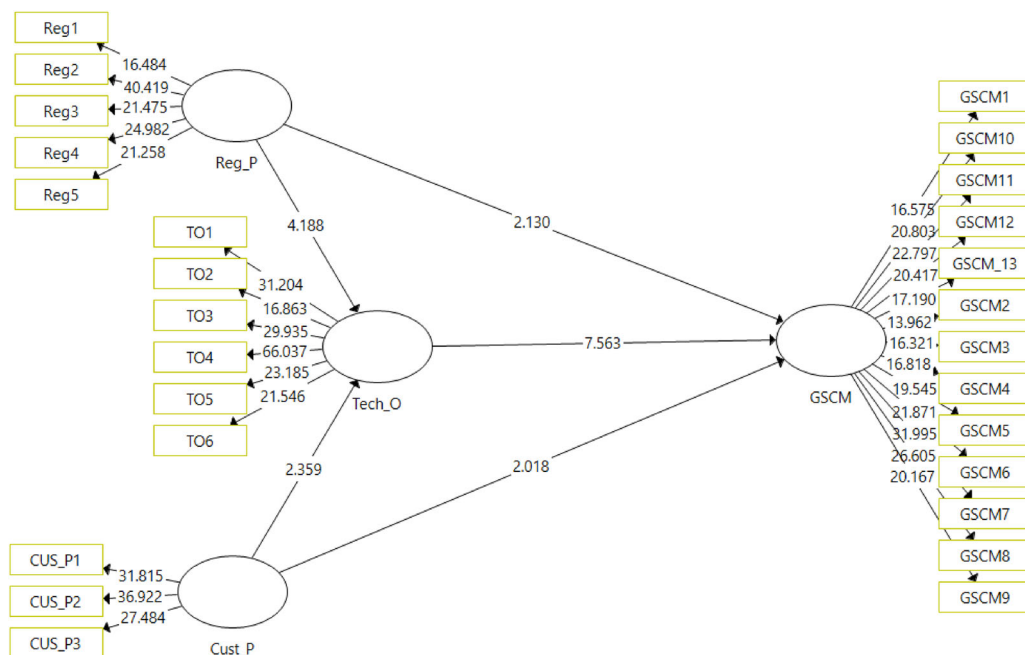 Reg1
Reg2
Reg3
Reg4
Reg5
16.484
40.419
21.475
24.982
21.258
Reg_P
4.188
2.130
TO1
TO2
TO3
TO4
TO5
TO6
31.204
16.863
29.935
66.037
23.185
21.546
Tech_O
7.563
2.359
2.018
CUS_P1
CUS_P2
CUS_P3
31.815
36.922
27.484
Cust_P
GSCM
16.575
20.803
22.797
20.417
17.190
13.962
16.321
16.818
19.545
21.871
31.995
26.605
20.167
GSCM1
GSCM10
GSCM11
GSCM12
GSCM_13
GSCM2
GSCM3
GSCM4
GSCM5
GSCM6
GSCM7
GSCM8
GSCM9